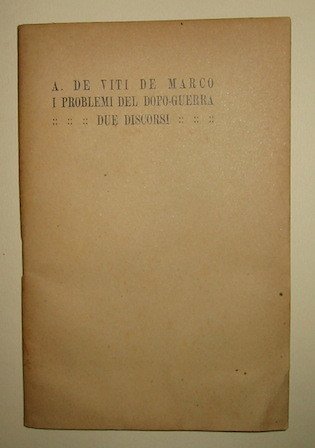 A. DE VITI DE MARCO
I PROBLEMI DEL DOPO-GUERRA
:: :: :: DUE DISCORSI :: :: ::